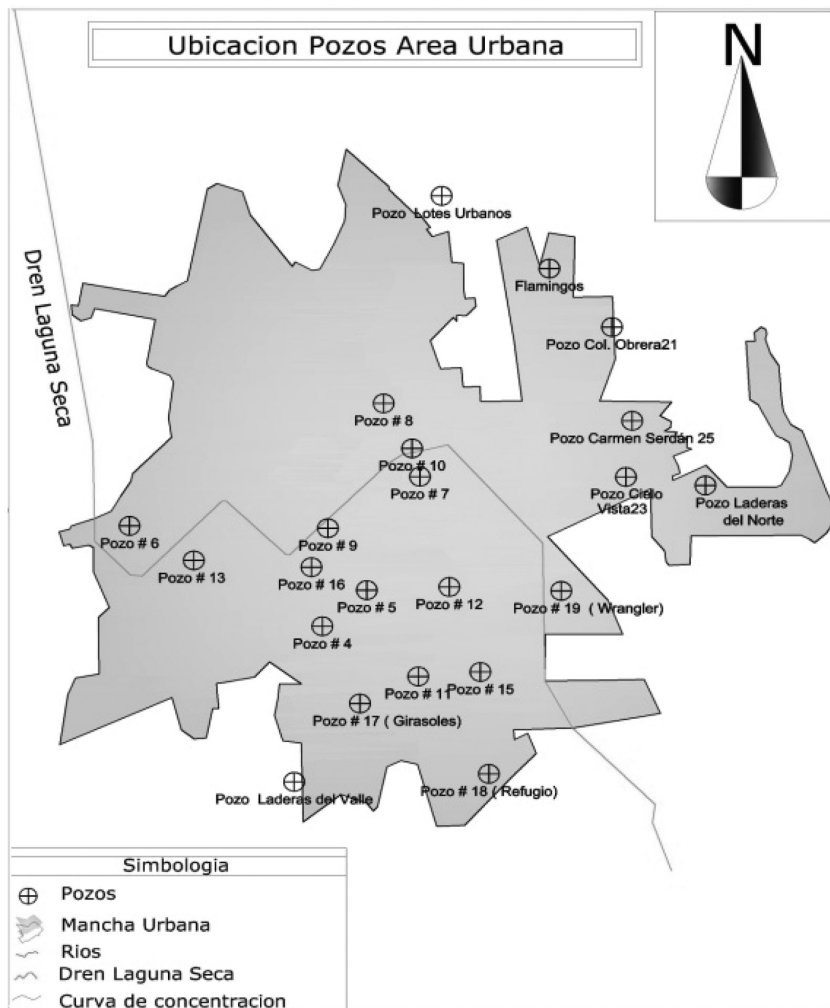 Ubicacion Pozos Area Urbana
N
Pozo Lotes Urbanos
Flamingos
Dren Laguna Seca
Pozo Col. Obrera21
Pozo # 8
Pozo Carmen Serdán 25
Pozo # 10
Pozo # 7
Pozo Cielo
Vista23
Pozo Laderas
del Norte
Pozo # 6
Pozo # 9
Pozo # 13
Pozo # 16
Pozo # 5
Pozo # 12
Pozo # 19 ( Wrangler)
Pozo # 4
Pozo # 11
Pozo # 15
Pozo # 17 ( Girasoles)
Pozo Laderas del Valle
Pozo # 18 ( Refugio)
Simbologia
Pozos
Mancha Urbana
Rios
Dren Laguna Seca
Curva de concentracion